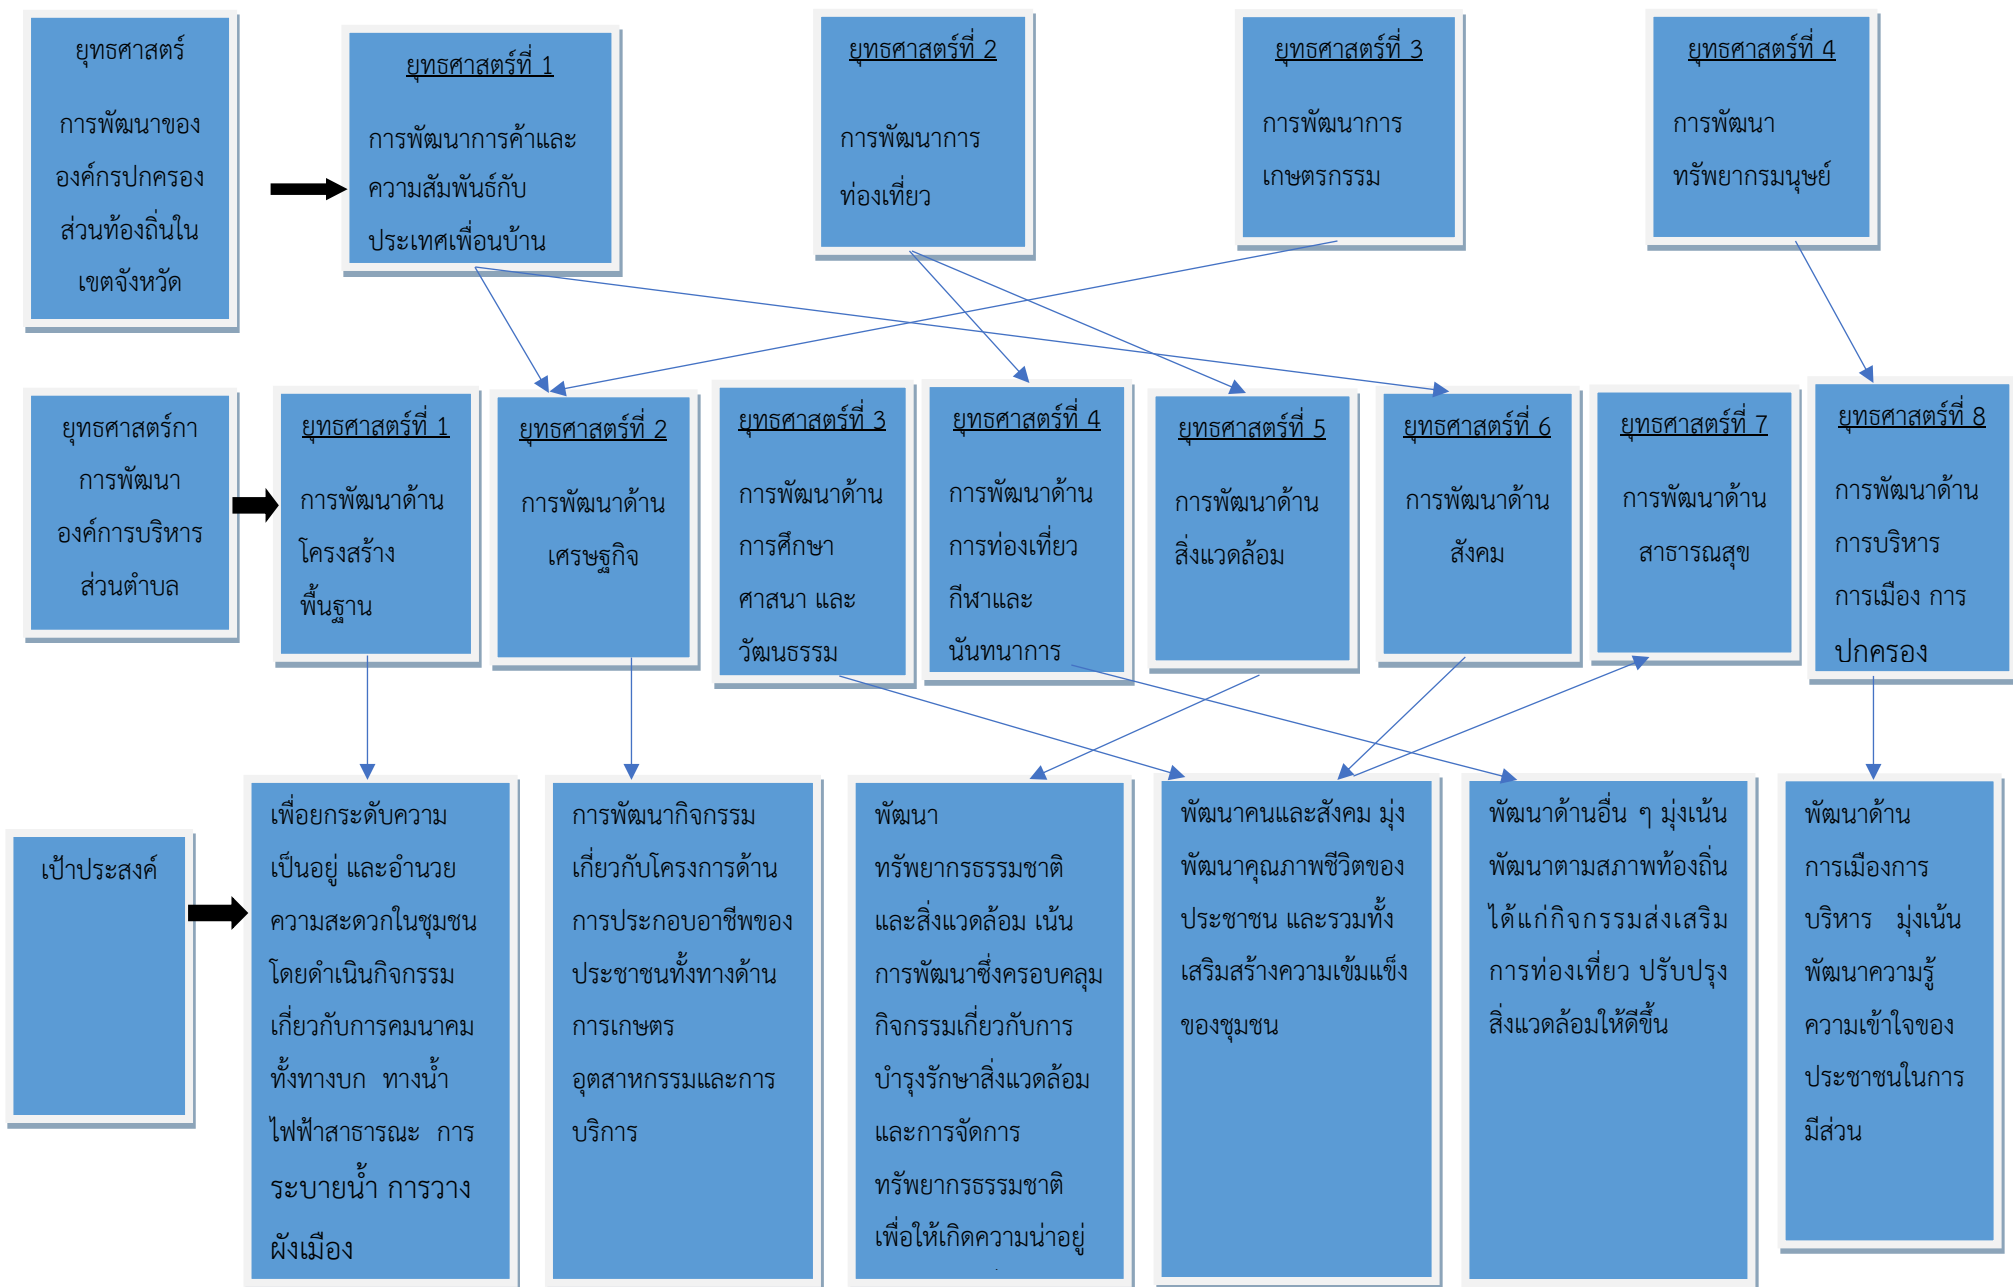 ยุทธศาสตร์
การพัฒนาของ
องค์กรปกครอง
ส่วนท้องถิ่นใน
เขตจังหวัด
ยุทธศาสตร์ที่ 1
การพัฒนาการค้าและ
ความสัมพันธ์กับ
ประเทศเพื่อนบ้าน
ยุทธศาสตร์ที่ 2
การพัฒนาการ
ท่องเที่ยว
ยุทธศาสตร์ที่ 3
การพัฒนาการ
เกษตรกรรม
ยุทธศาสตร์ที่ 4
การพัฒนา
ทรัพยากรมนุษย์
ยุทธศาสตร์กา
การพัฒนา
องค์การบริหาร
ส่วนตำบล
ยุทธศาสตร์ที่ 1
การพัฒนาด้าน
โครงสร้าง
พื้นฐาน
ยุทธศาสตร์ที่ 2
การพัฒนาด้าน
เศรษฐกิจ
ยุทธศาสตร์ที่ 3
การพัฒนาด้าน
การศึกษา
ศาสนา และ
วัฒนธรรม
ยุทธศาสตร์ที่ 4
การพัฒนาด้าน
การท่องเที่ยว
กีฬาและ
นันทนาการ
ยุทธศาสตร์ที่ 5
การพัฒนาด้าน
สิ่งแวดล้อม
ยุทธศาสตร์ที่ 6
การพัฒนาด้าน
สังคม
ยุทธศาสตร์ที่ 7
การพัฒนาด้าน
สาธารณสุข
ยุทธศาสตร์ที่ 8
การพัฒนาด้าน
การบริหาร
การเมือง การ
ปกครอง
เป้าประสงค์
เพื่อยกระดับความ
เป็นอยู่ และอำนวย
ความสะดวกในชุมชน
โดยดำเนินกิจกรรม
เกี่ยวกับการคมนาคม
ทั้งทางบก ทางน้ำ
ไฟฟ้าสาธารณะ การ
ระบายน้ำ การวาง
ผังเมือง
การพัฒนากิจกรรม
เกี่ยวกับโครงการด้าน
การประกอบอาชีพของ
ประชาชนทั้งทางด้าน
การเกษตร
อุตสาหกรรมและการ
บริการ
พัฒนา
ทรัพยากรธรรมชาติ
และสิ่งแวดล้อม เน้น
การพัฒนาซึ่งครอบคลุม
กิจกรรมเกี่ยวกับการ
บำรุงรักษาสิ่งแวดล้อม
และการจัดการ
ทรัพยากรธรรมชาติ
เพื่อให้เกิดความน่าอยู่
พัฒนาคนและสังคม มุ่ง
พัฒนาคุณภาพชีวิตของ
ประชาชน และรวมทั้ง
เสริมสร้างความเข้มแข็ง
ของชุมชน
พัฒนาด้านอื่น ๆ มุ่งเน้น
พัฒนาตามสภาพท้องถิ่น
ได้แก่กิจกรรมส่งเสริม
การท่องเที่ยว ปรับปรุง
สิ่งแวดล้อมให้ดีขึ้น
พัฒนาด้าน
การเมืองการ
บริหาร มุ่งเน้น
พัฒนาความรู้
ความเข้าใจของ
ประชาชนในการ
มีส่วน